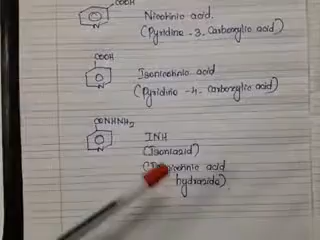 COOH
N
Nicotinic acid.
(Pyridine -3- Carboxylic acid)
COOH
N
Isonicotinic acid
(Pyridine -4- Carboxylic acid)
CONHNH2
N
INH
(Isoniazid)
acid
hydrazide)